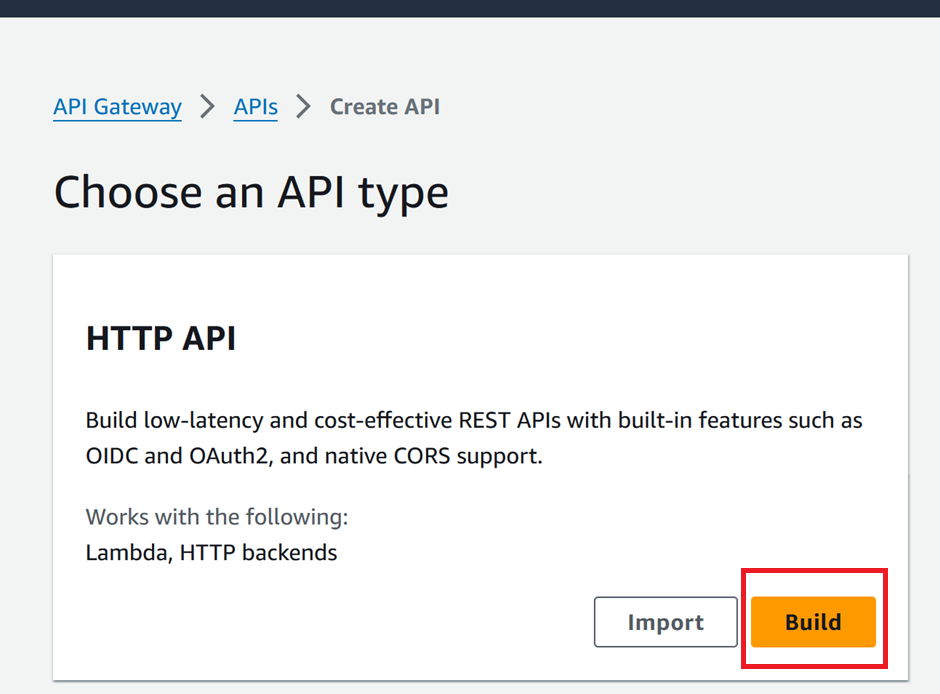 API Gateway > APIs > Create API
Choose an API type
HTTP API
Build low-latency and cost-effective REST APIs with built-in features such as
OIDC and OAuth2, and native CORS support.
Works with the following:
Lambda, HTTP backends
Import Build